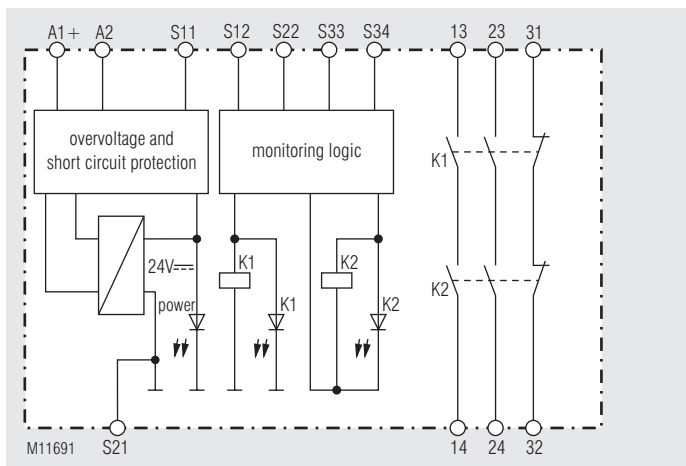 A1+ A2 S11 S12 S22 S33 S34 13 23 31
overvoltage and
short circuit protection
monitoring logic
K1
24V
K1
K2
K2
power
K1
K2
M11691
S21
14 24 32